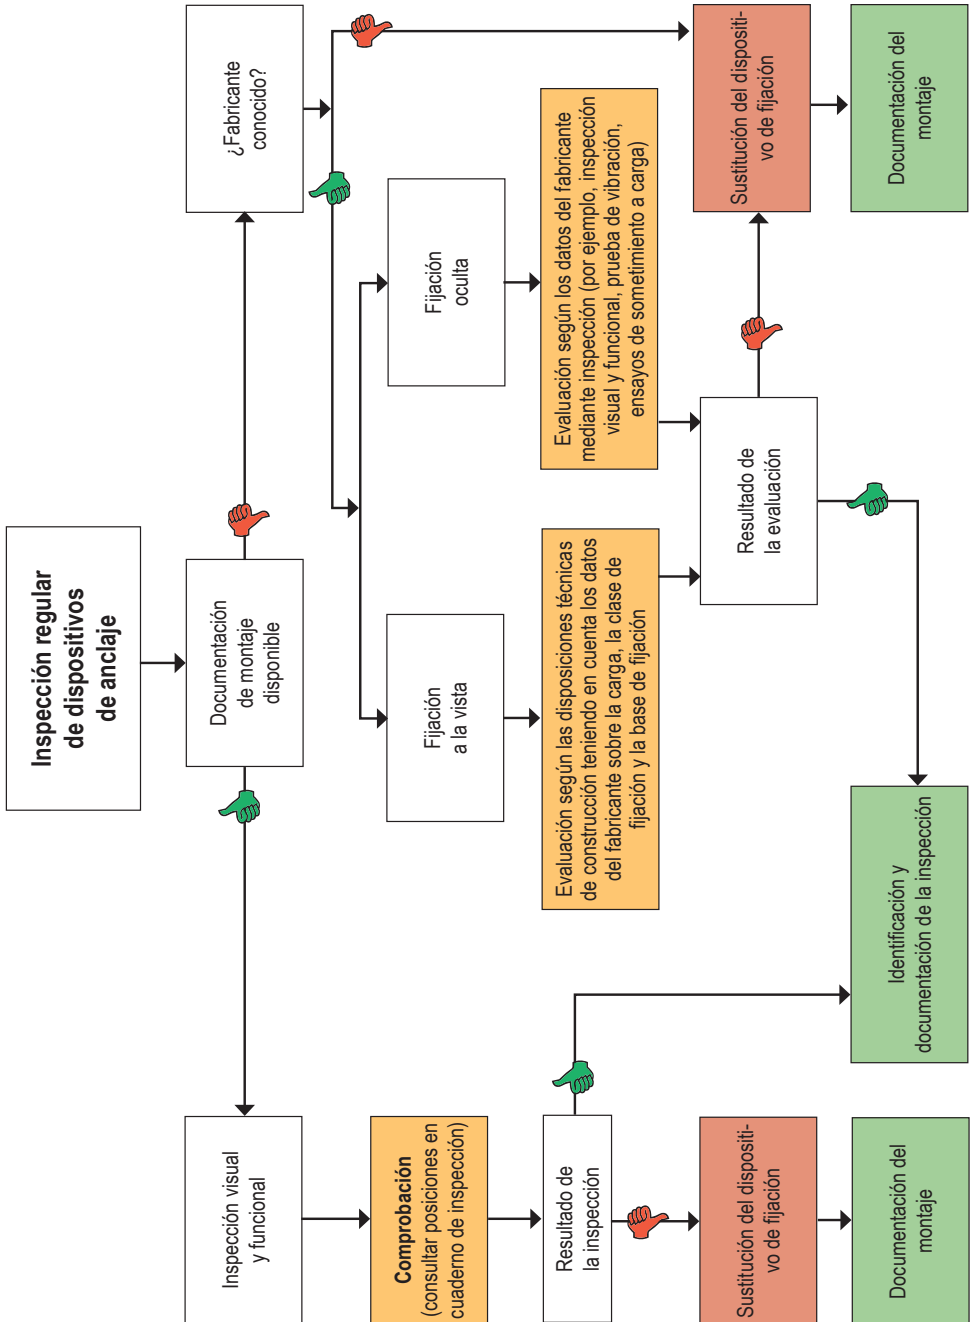 Inspección regular
de dispositivos
de anclaje
Documentación
de montaje
disponible
Inspección visual
y funcional
Comprobación
(consultar posiciones en
cuaderno de inspección)
Resultado de
la inspección
Sustitución del dispositi-
vo de fijación
Documentación del
montaje
¿Fabricante
conocido?
Fijación
a la vista
Fijación
oculta
Evaluación según las disposiciones técnicas
de construcción teniendo en cuenta los datos
del fabricante sobre la carga, la clase de
fijación y la base de fijación
Evaluación según los datos del fabricante
mediante inspección (por ejemplo, inspección
visual y funcional, prueba de vibración,
ensayos de sometimiento a carga)
Resultado de
la evaluación
Identificación y
documentación de la inspección
Sustitución del dispositi-
vo de fijación
Documentación del
montaje